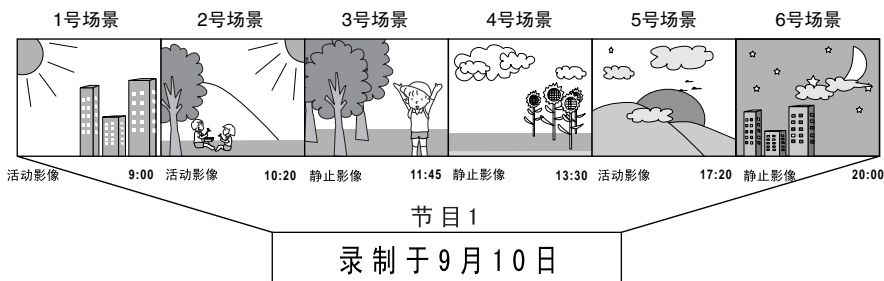 1号场景 2号场景 3号场景 4号场景 5号场景 6号场景
活动影像 9:00 活动影像 10:20 静止影像 11:45 静止影像 13:30 活动影像 17:20 静止影像 20:00
节目1
录制于9月10日